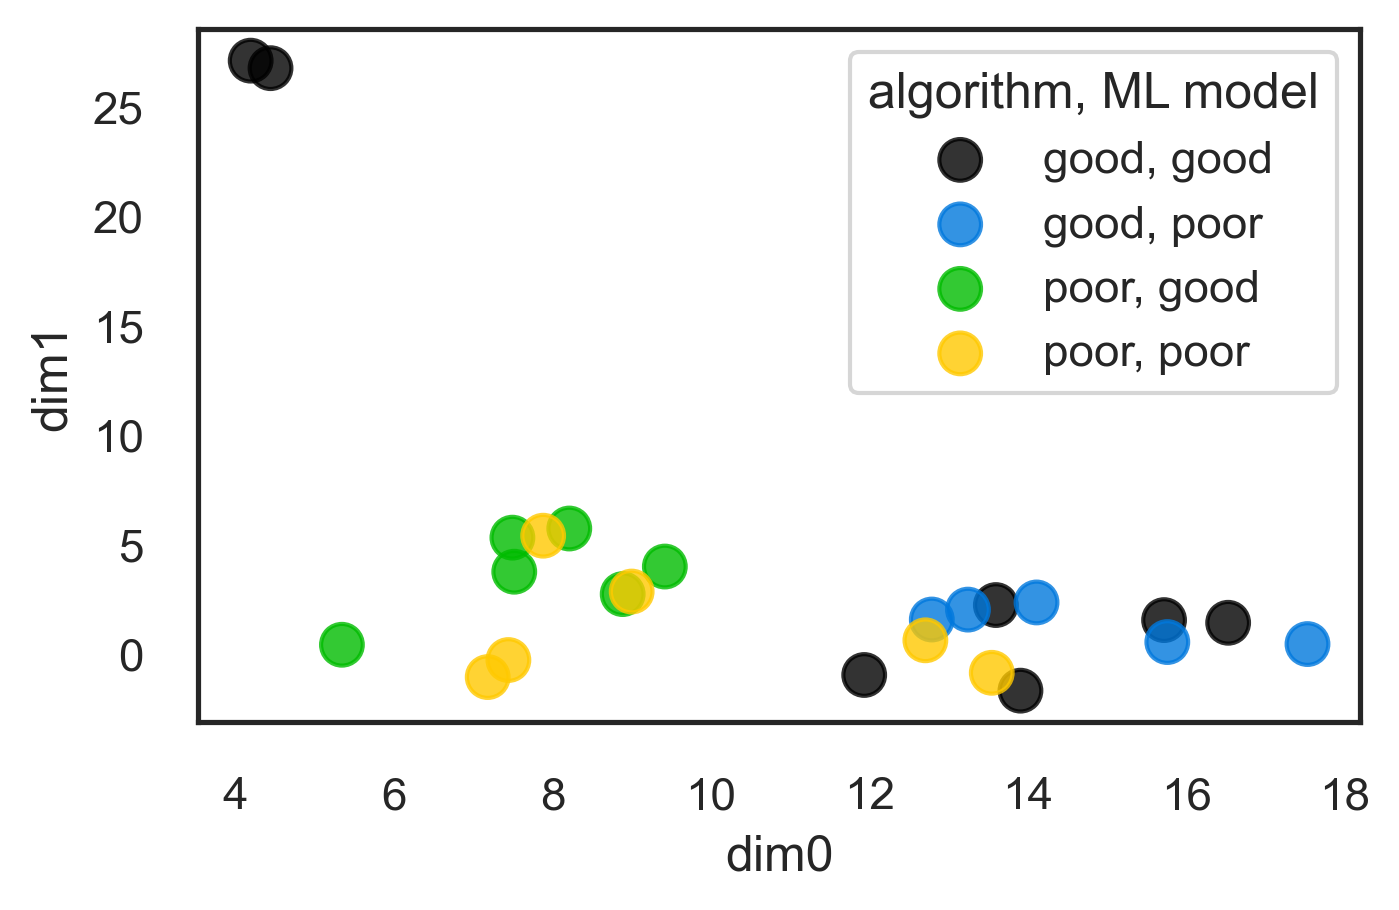 algorithm, ML model
good, good
good, poor
poor, good
poor, poor
25
20
15
10
5
0
dim1
4 6 8 10 12 14 16 18
dim0